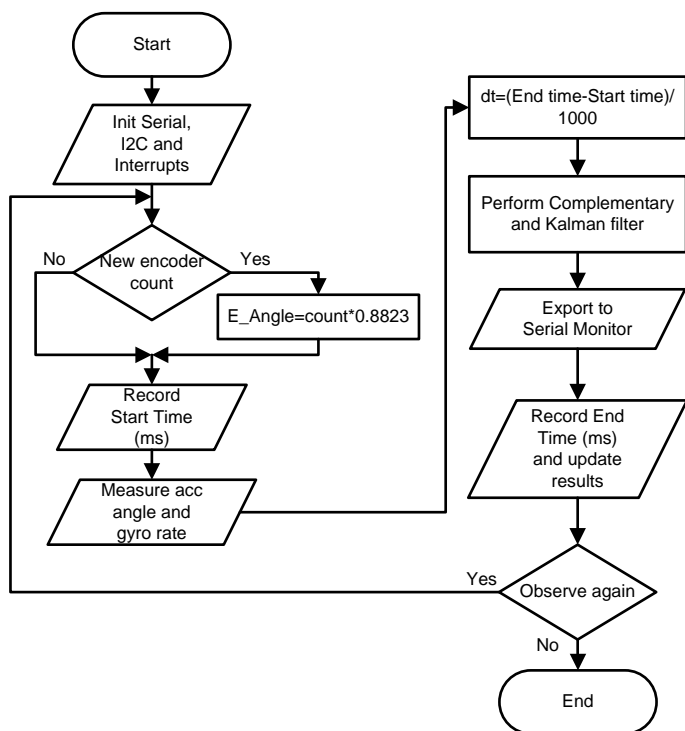 Start
Init Serial,
I2C and
Interrupts
No
New encoder
count
Yes
E_Angle=count*0.8823
Record
Start Time
(ms)
Measure acc
angle and
gyro rate
dt=(End time-Start time)/
1000
Perform Complementary
and Kalman filter
Export to
Serial Monitor
Record End
Time (ms)
and update
results
Yes
Observe again
No
End